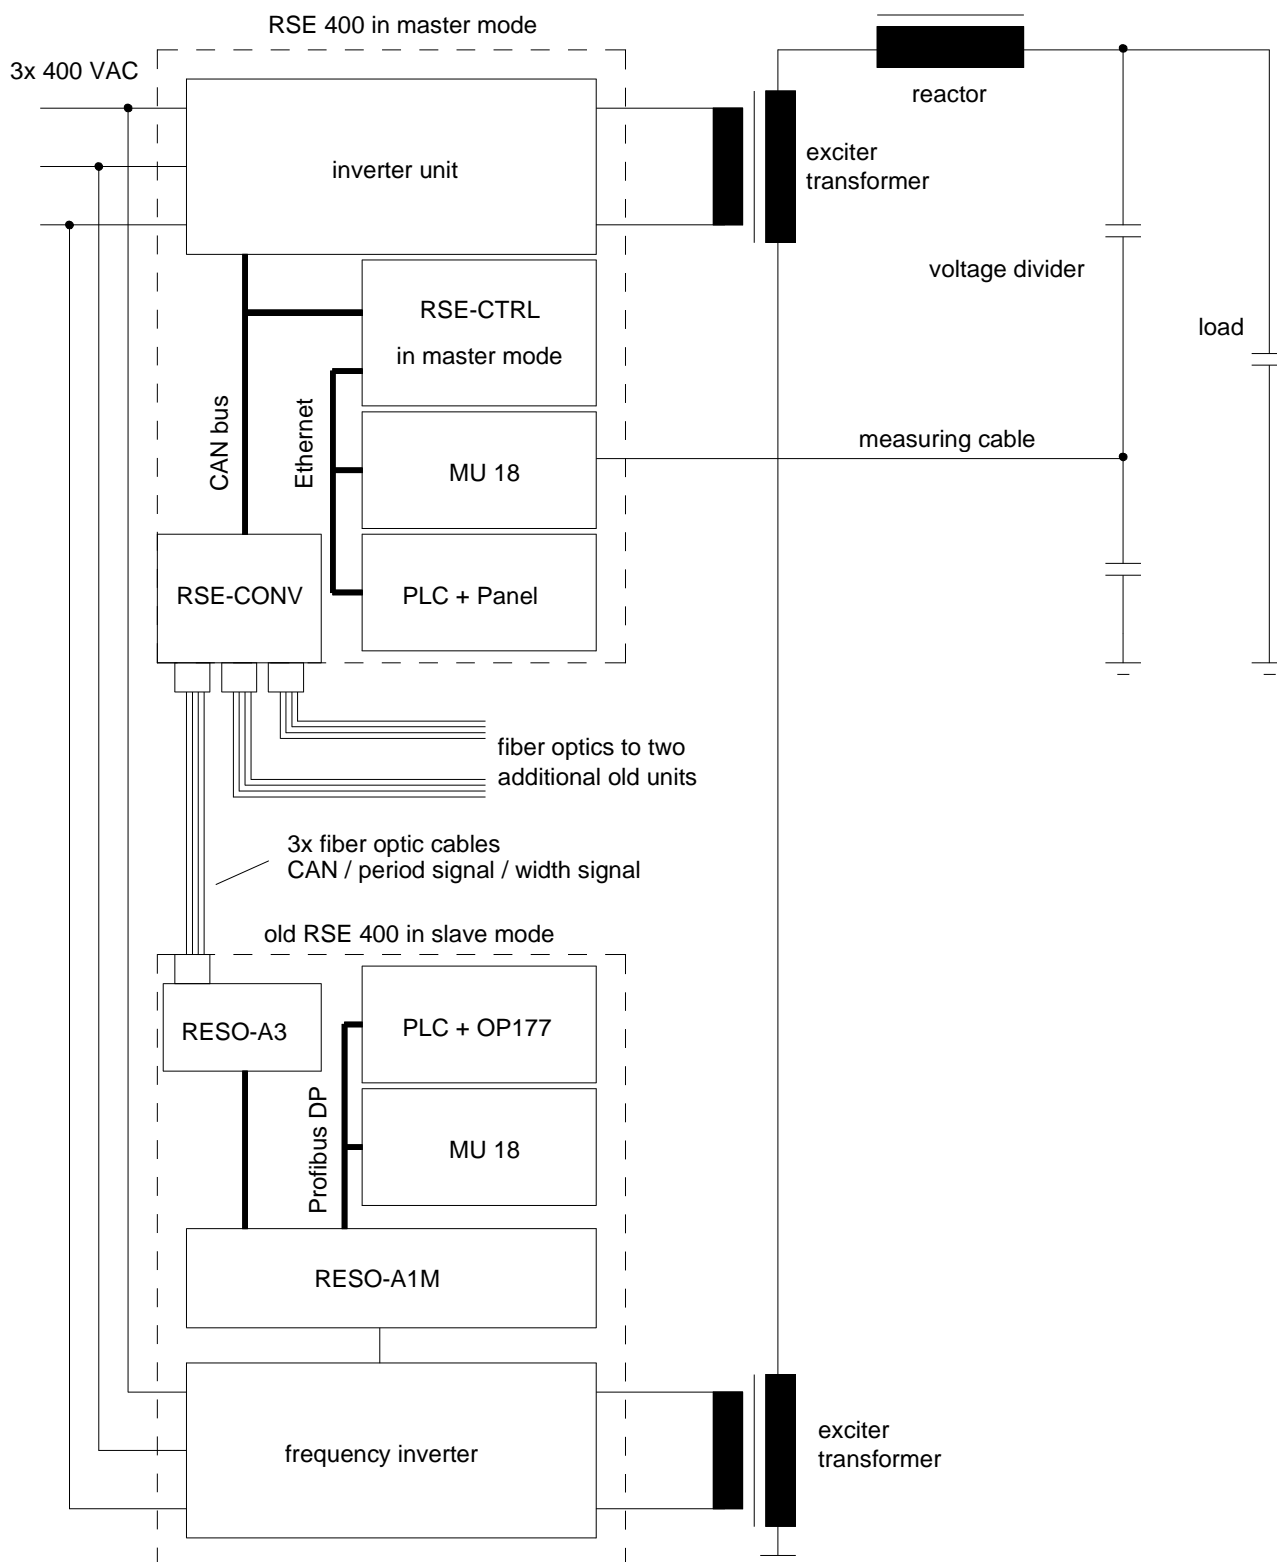 RSE 400 in master mode
3x 400 VAC
reactor
inverter unit
exciter
transformer
voltage divider
RSE-CTRL
in master mode
load
CAN bus
Ethernet
measuring cable
MU 18
RSE-CONV
PLC + Panel
fiber optics to two
additional old units
3x fiber optic cables
CAN / period signal / width signal
old RSE 400 in slave mode
RESO-A3
PLC + OP177
Profibus DP
MU 18
RESO-A1M
frequency inverter
exciter
transformer